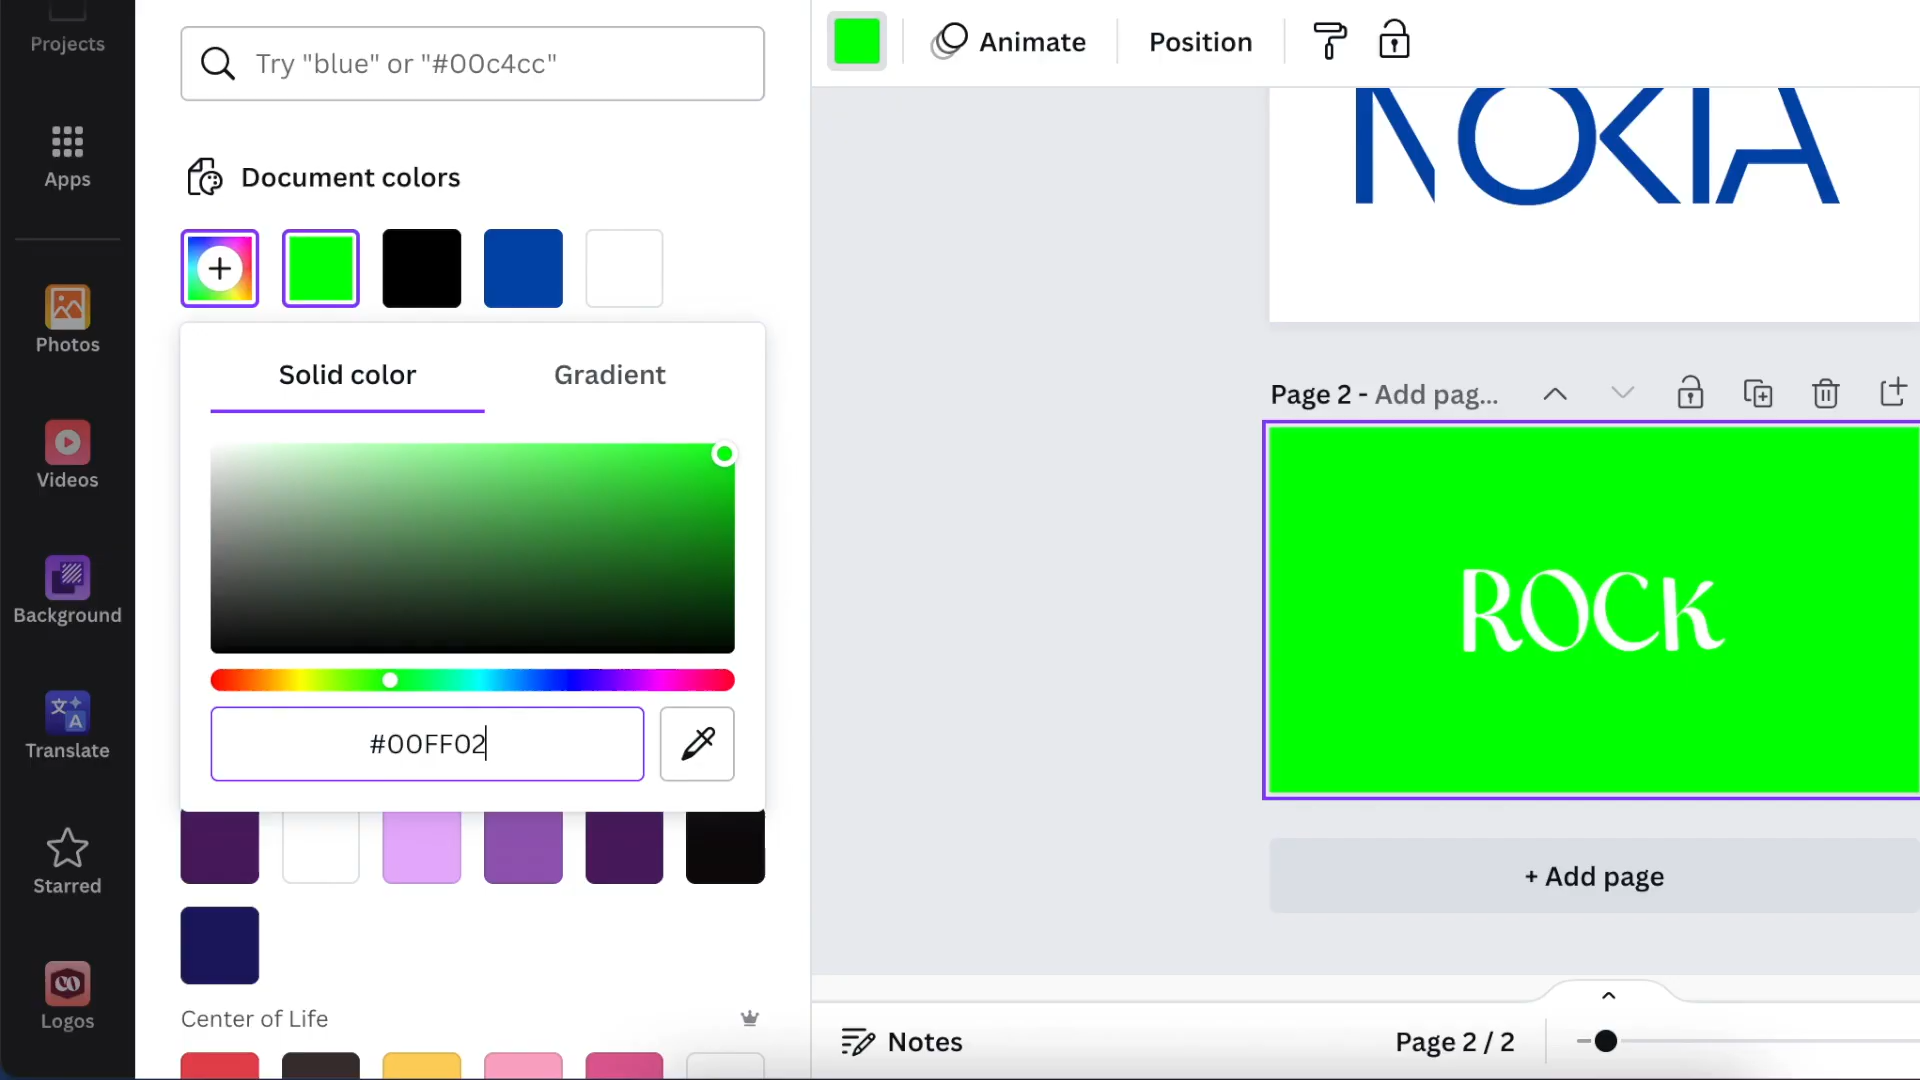 Projects
Apps
Photos
Videos
Background
Translate
Starred
Logos
Try "blue" or "#00c4cc"
Document colors
Solid color
Gradient
#00FF02
Center of Life
Animate
Position
NOKIA
Page 2 - Add pag...
ROCK
+ Add page
Notes
Page 2 / 2